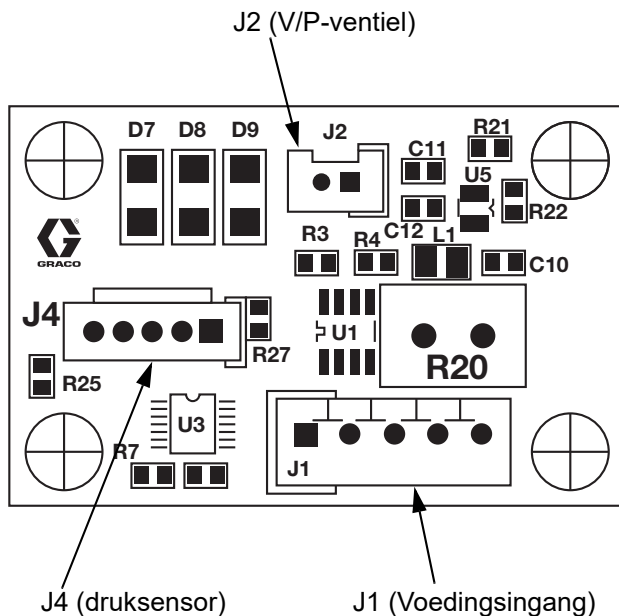 J2 (V/P-ventiel)
D7 D8 D9
J2
C11
R21
U5
R22
C12
R3
R4
L1
C10
GRACO
J4
R27
U1
R20
R25
U3
R7
J1
J4 (druksensor)
J1 (Voedingsingang)